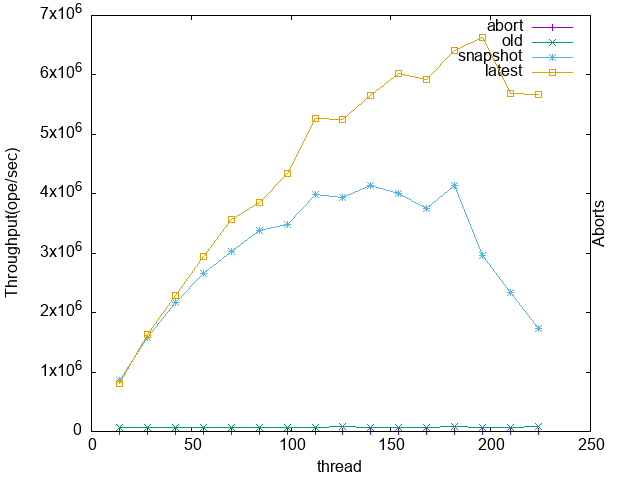 7x10^6
6x10^6
5x10^6
4x10^6
3x10^6
2x10^6
1x10^6
0
0 50 100 150 200 250
thread
Throughput(ope/sec)
Aborts
abort
old
snapshot
latest